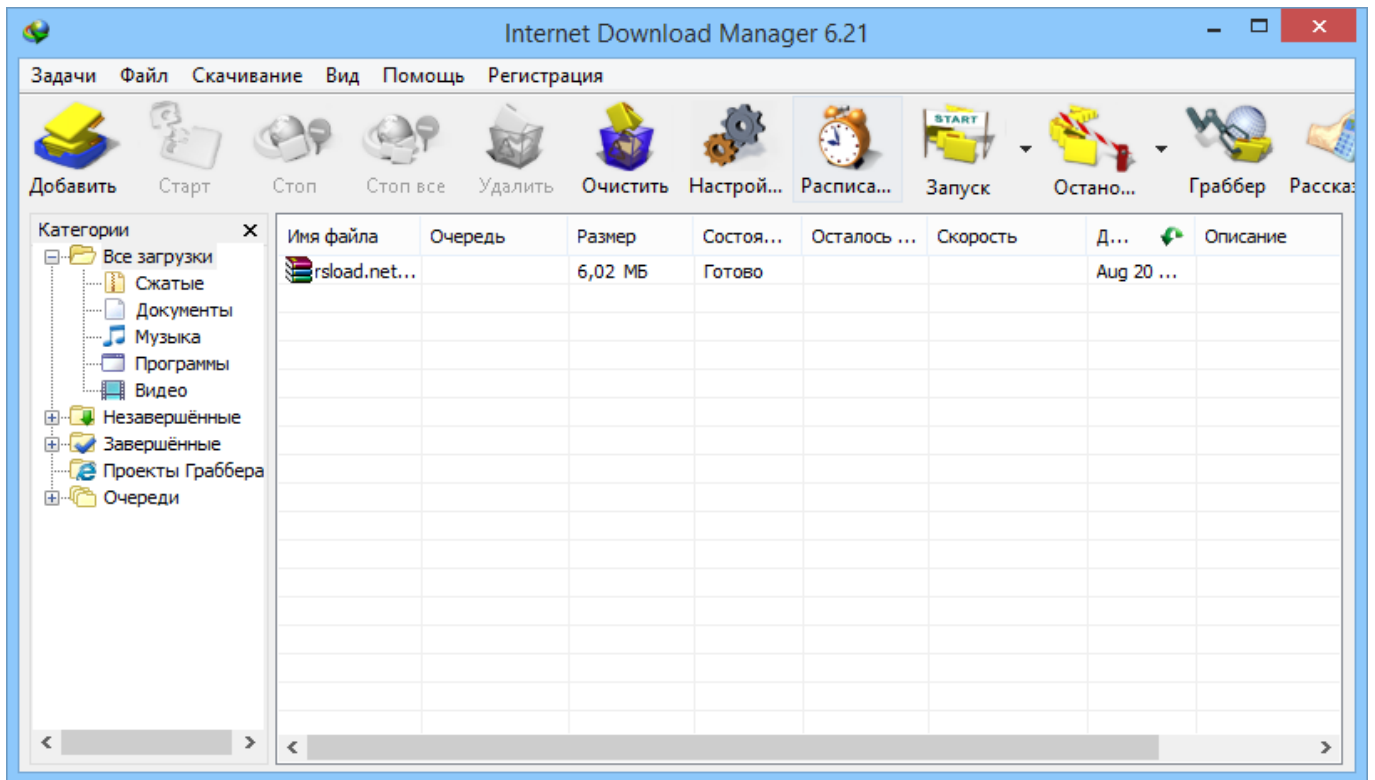 Internet Download Manager 6.21
Задачи Файл Скачивание Вид Помощь Регистрация
START
Добавить Старт Стоп Стоп все Удалить Очистить Настрой... Расписа... Запуск Остано... Граббер Расска
Категории
Имя файла Очередь Размер Состоя... Осталось ... Скорость Д... Описание
Все загрузки
rsload.net... 6,02 МБ Готово Aug 20 ...
Сжатые
Документы
Музыка
Программы
Видео
Незавершённые
Завершённые
Проекты Граббера
Очереди